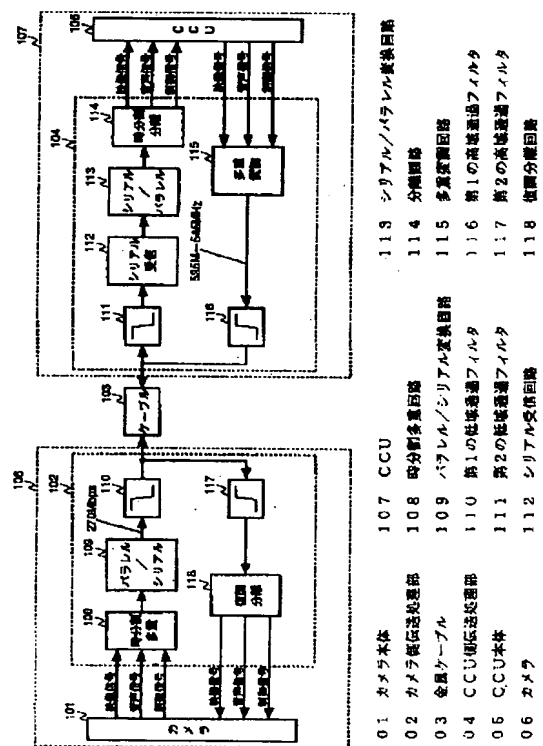 106
102
101
カメラ
映像信号
音声信号
制御信号
108
時分割
多重
109
パラレル
／
シリアル
270Mbps
110
117
118
復調
分離
映像信号
音声信号
制御信号
103
ケーブル
107
104
111
112
シリアル
受信
113
シリアル
／
パラレル
114
時分離
分離
映像信号
音声信号
制御信号
CCU
映像信号
音声信号
制御信号
115
多重
変調
116
01 カメラ本体
02 カメラ側伝送処理部
03 金属ケーブル
04 CCU側伝送処理部
05 CCU本体
06 カメラ
107 CCU
108 時分割多重回路
109 パラレル／シリアル変換回路
110 第1の低域通過フィルタ
111 第2の低域通過フィルタ
112 シリアル受信回路
113 シリアル／パラレル変換回路
114 分離回路
115 多重変調回路
116 第1の高域通過フィルタ
117 第2の高域通過フィルタ
118 復調分離回路